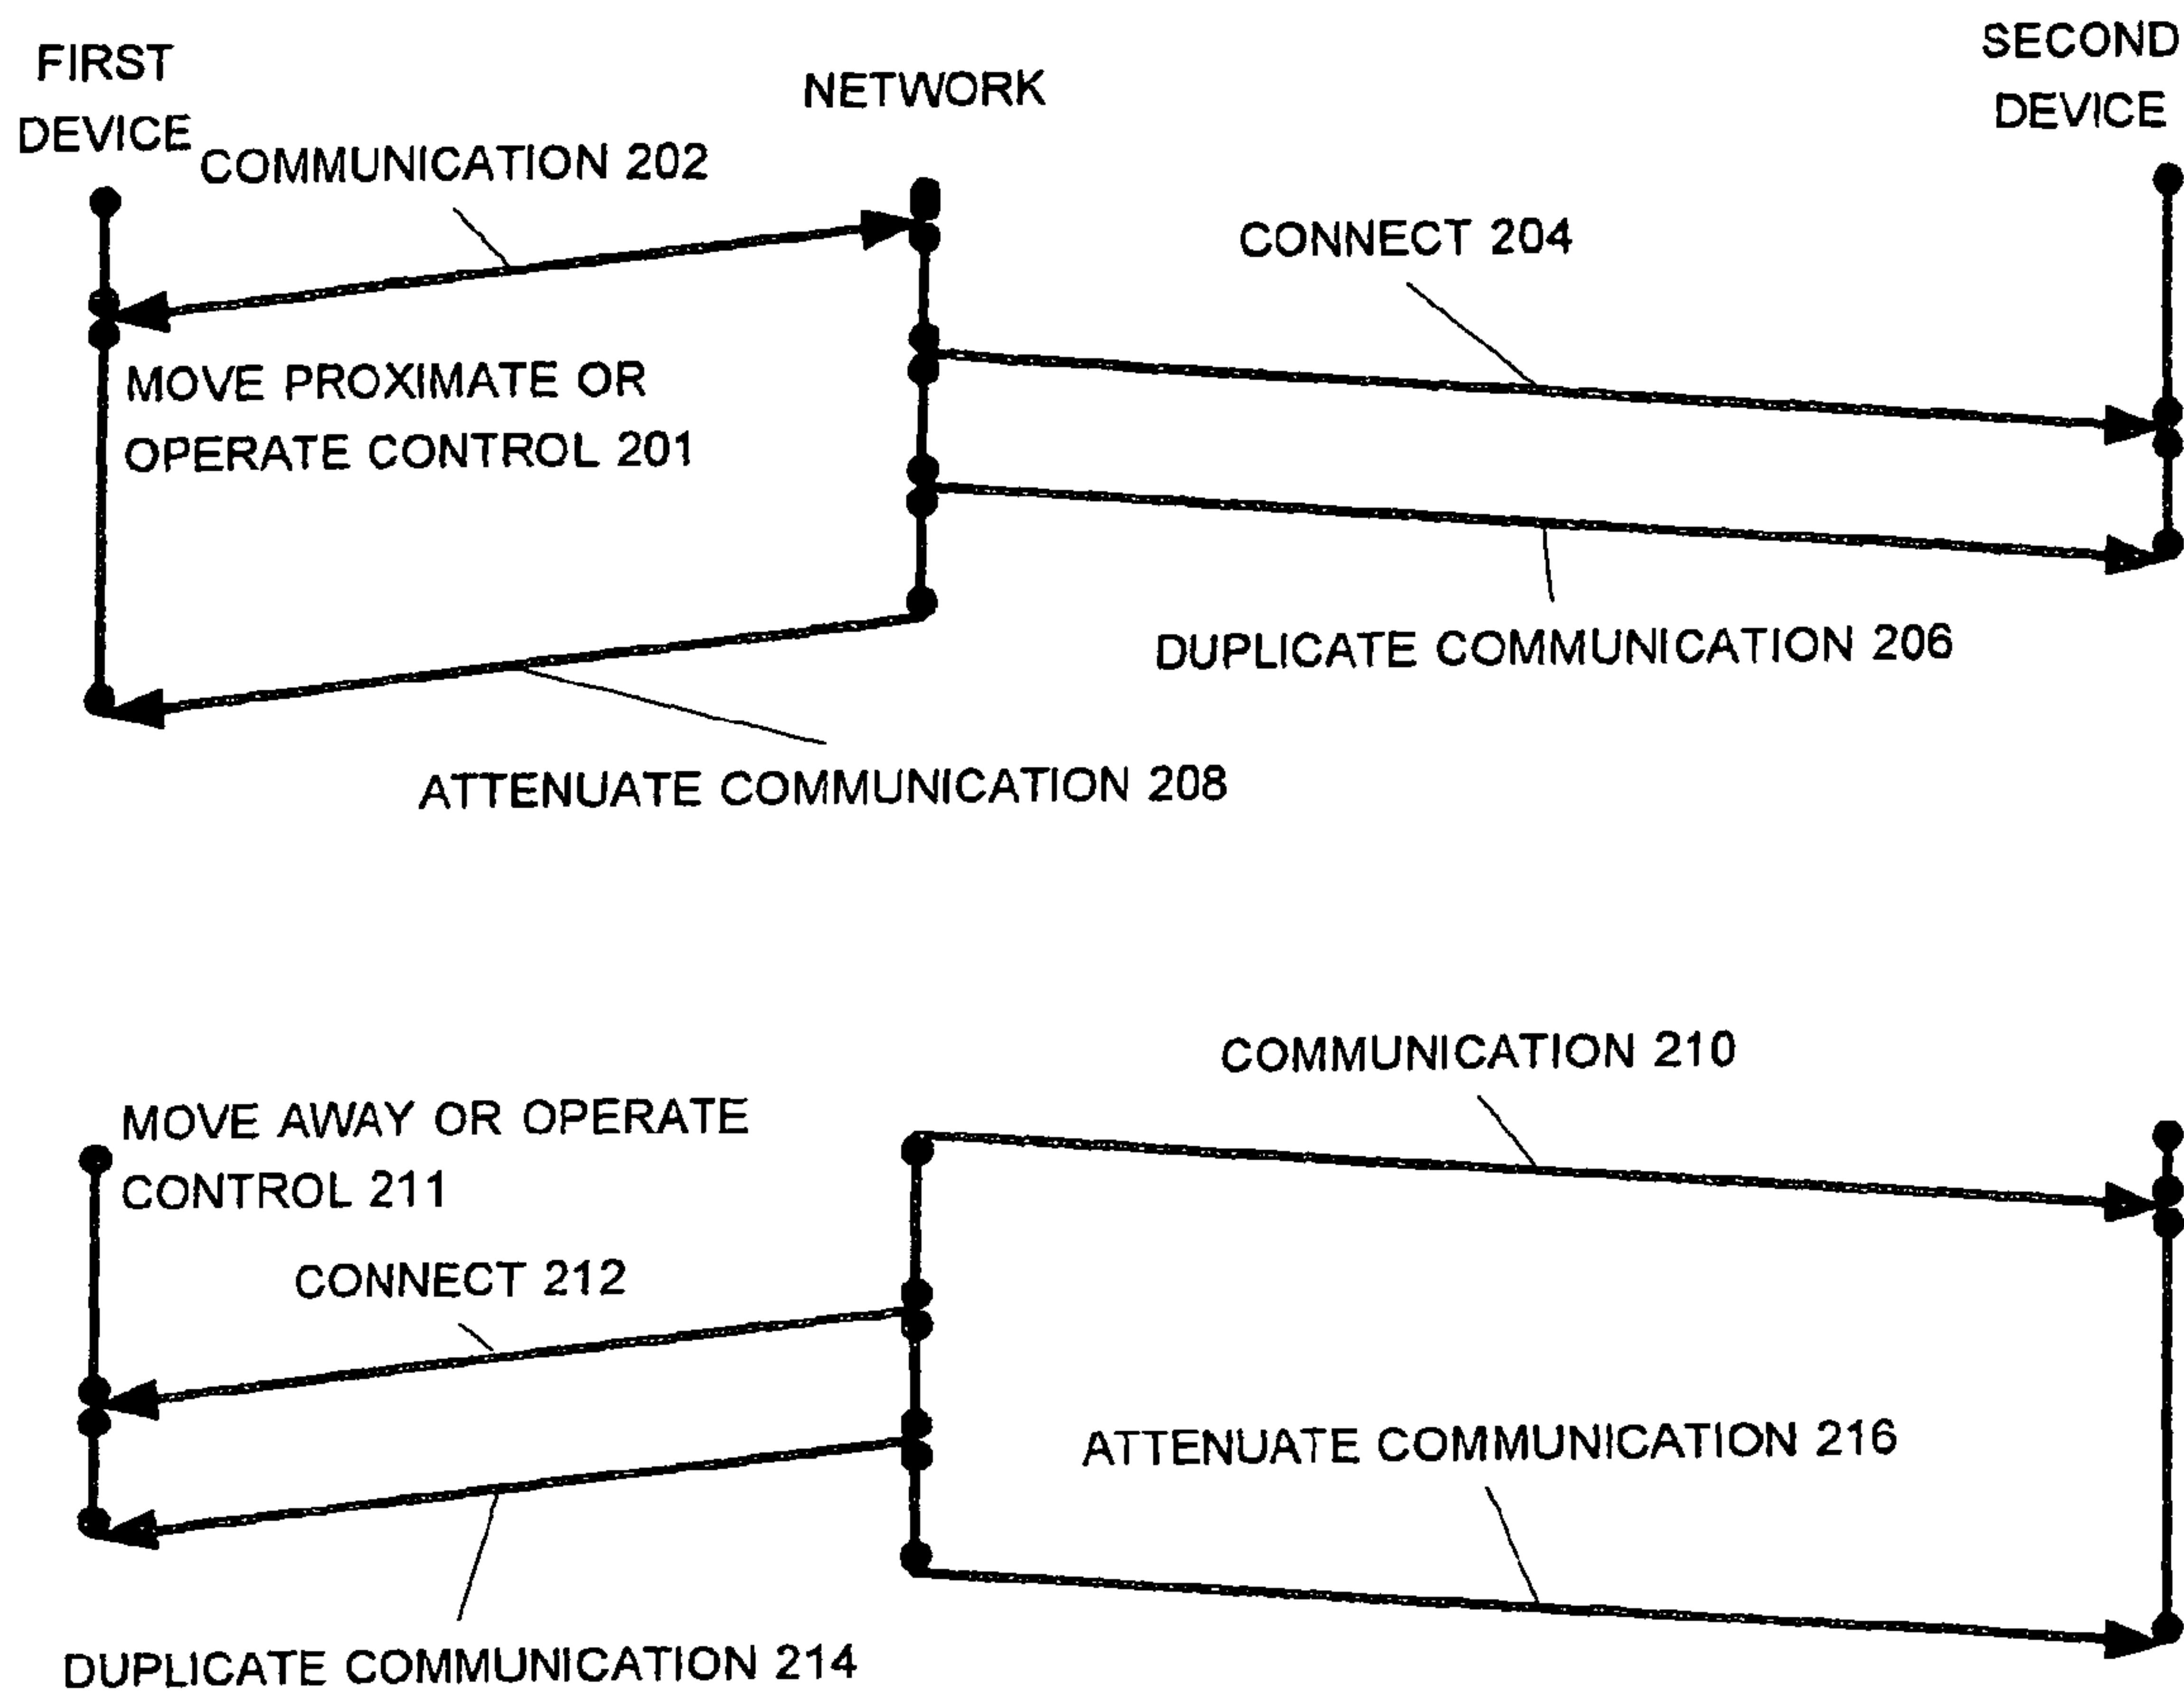 FIRST
DEVICE
NETWORK
SECOND
DEVICE
COMMUNICATION 202
CONNECT 204
MOVE PROXIMATE OR
OPERATE CONTROL 201
DUPLICATE COMMUNICATION 206
ATTENUATE COMMUNICATION 208
COMMUNICATION 210
MOVE AWAY OR OPERATE
CONTROL 211
CONNECT 212
ATTENUATE COMMUNICATION 216
DUPLICATE COMMUNICATION 214